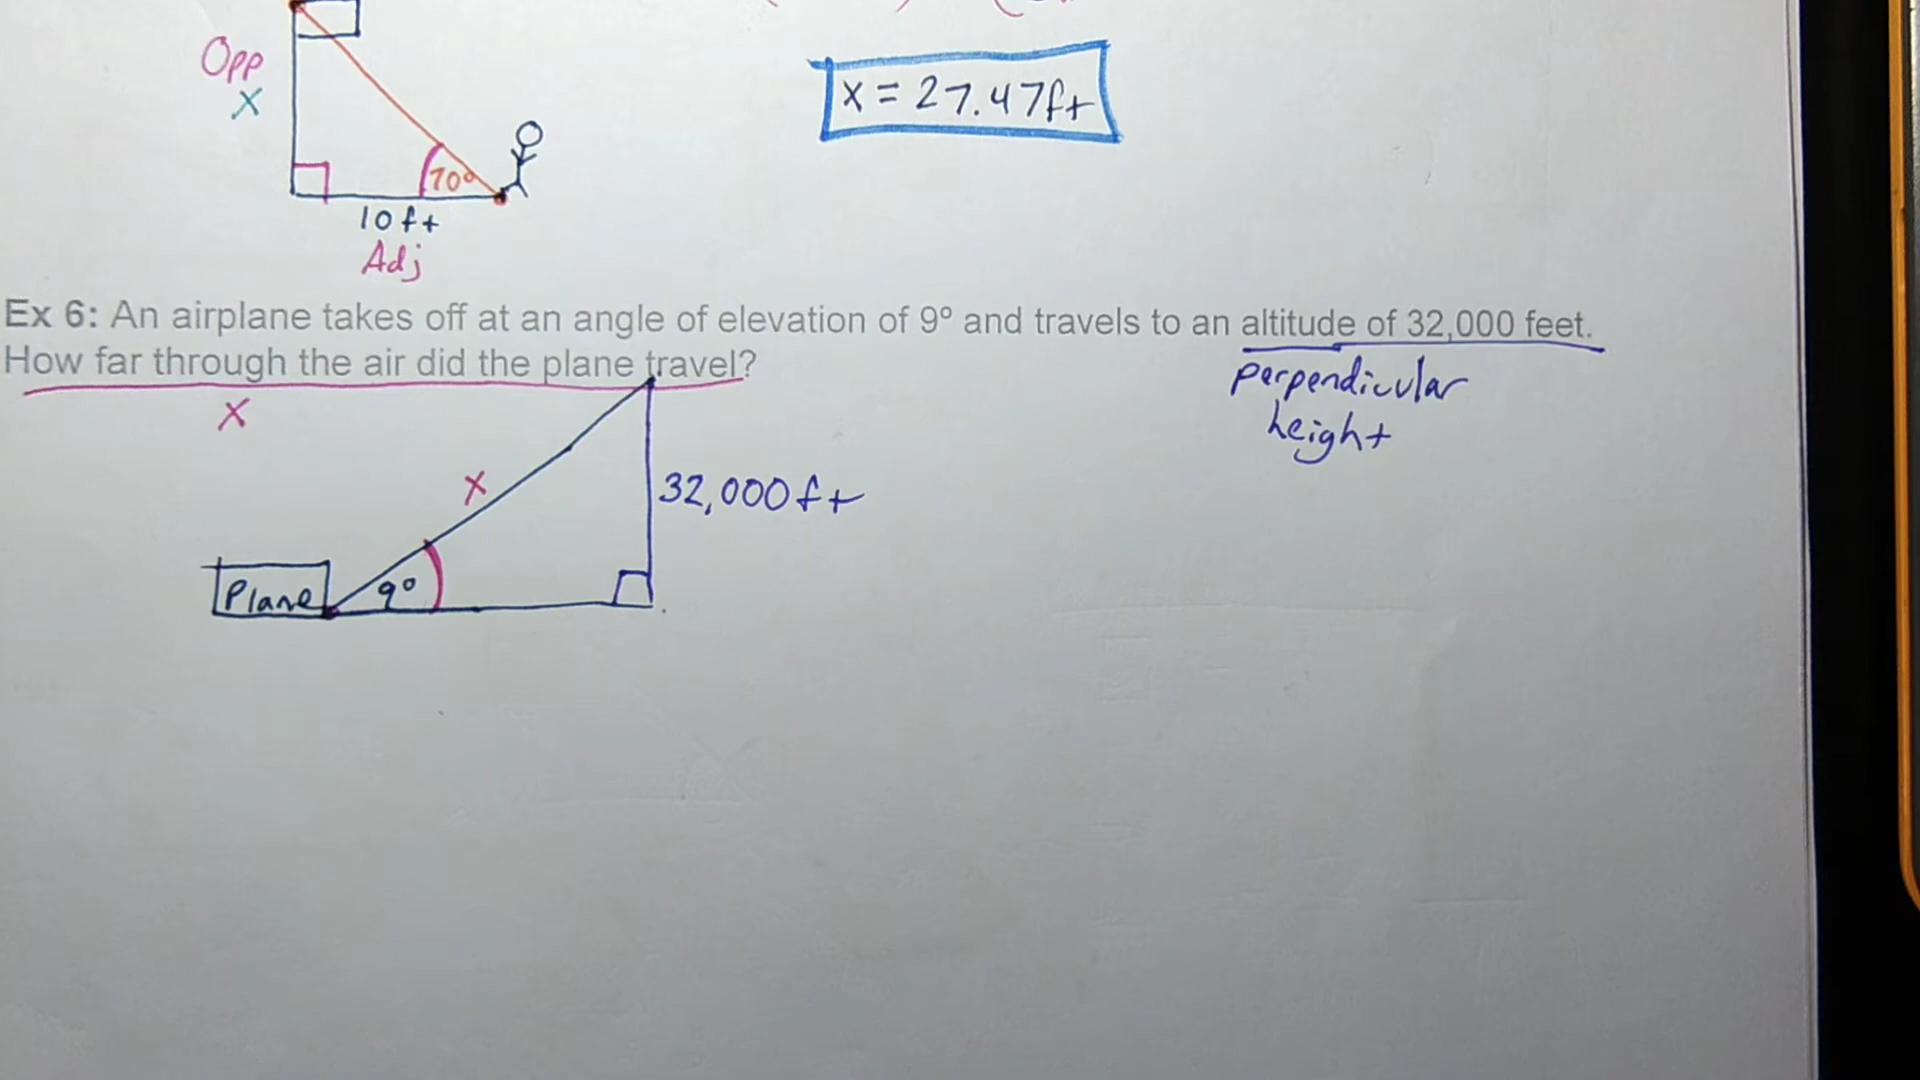 Opp
X
x = 27.47ft
70°
10ft
Adj
Ex 6: An airplane takes off at an angle of elevation of 9º and travels to an altitude of 32,000 feet.
How far through the air did the plane travel?
perpendicular
height
X
X
32,000ft
Plane
9°